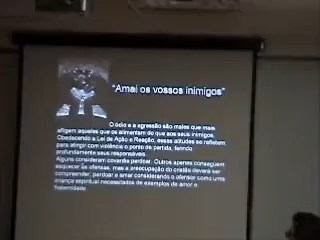 "Amai os vossos inimigos"
O ódio e a agressão são males que mais
afligem aqueles que os alimentam do que aos seus inimigos.
Obedecendo a Lei de Ação e Reação, essas atitudes se refletem
para atingir com violência o ponto de partida, ferindo
profundamente seus responsáveis.
Alguns consideram covardia perdoar. Outros apenas conseguem
esquecer as ofensas, mas a preocupação do cristão deverá ser
compreender, perdoar e amar considerando o ofensor como uma
criança espiritual necessitados de exemplos de amor e
fraternidade.